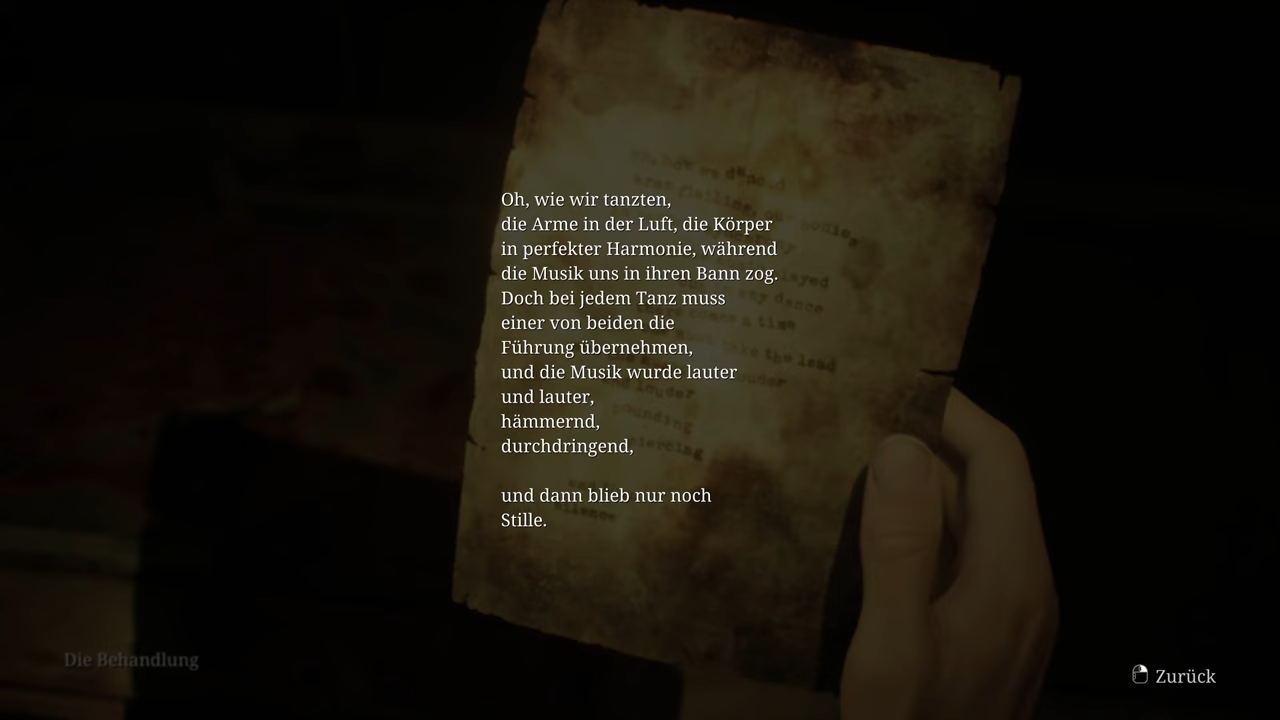 Oh, wie wir tanzten,
die Arme in der Luft, die Körper
in perfekter Harmonie, während
die Musik uns in ihren Bann zog.
Doch bei jedem Tanz muss
einer von beiden die
Führung übernehmen,
und die Musik wurde lauter
und lauter,
hämmernd,
durchdringend,
und dann blieb nur noch
Stille.
Die Behandlung
Zurück